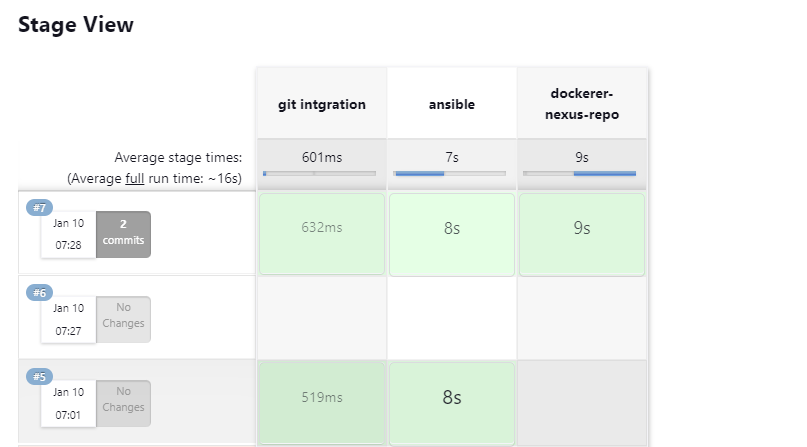 Stage View
git intgration
ansible
dockerer-
nexus-repo
Average stage times:
(Average full run time: ~16s)
601ms
7s
9s
#7
Jan 10
07:28
2
commits
632ms
8s
9s
#6
Jan 10
07:27
No
Changes
#5
Jan 10
07:01
No
Changes
519ms
8s